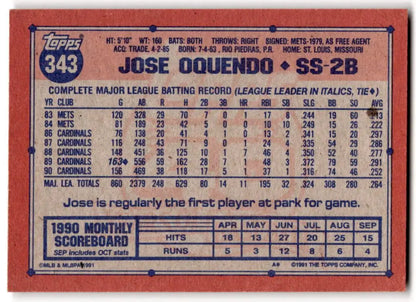 Topps
343
HT: 5'10" WT: 160 BATS: BOTH THROWS: RIGHT SIGNED: METS-1979, AS FREE AGENT
ACQ: TRADE, 4-2-85 BORN: 7-4-63, RIO PIEDRAS, P.R. HOME: ST. LOUIS, MISSOURI
JOSE OQUENDO ◆ SS-2B
COMPLETE MAJOR LEAGUE BATTING RECORD (LEAGUE LEADER IN ITALICS, TIE◆)
YR CLUB G AB R H 2B 3B HR RBI SB SLG BB SO AVG
83 METS 120 328 29 70 7 0 1 17 8 .244 19 60 .213
84 METS 81 189 23 42 5 0 0 10 10 .249 15 26 .222
86 CARDINALS 76 138 20 41 4 1 0 13 2 .341 15 20 .297
87 CARDINALS 116 248 43 71 9 0 1 24 4 .335 54 29 .286
88 CARDINALS 148 451 36 125 10 1 7 46 4 .350 52 40 .277
89 CARDINALS 163◆ 556 59 162 28 7 1 48 3 .372 79 59 .291
90 CARDINALS 156 469 38 118 17 5 1 37 1 .316 74 46 .252
MAJ. LEA. TOTALS 860 2379 248 629 80 14 11 195 32 .324 308 280 .264
Jose is regularly the first player at park for game.
1990 MONTHLY SCOREBOARD
SEP includes OCT stats
APR MAY JUN JUL AUG SEP
HITS 18 13 27 20 25 15
RUNS 5 4 12 8 4 5
©MLB & MLBPA 1991
A※ ©1991 THE TOPPS COMPANY, INC.